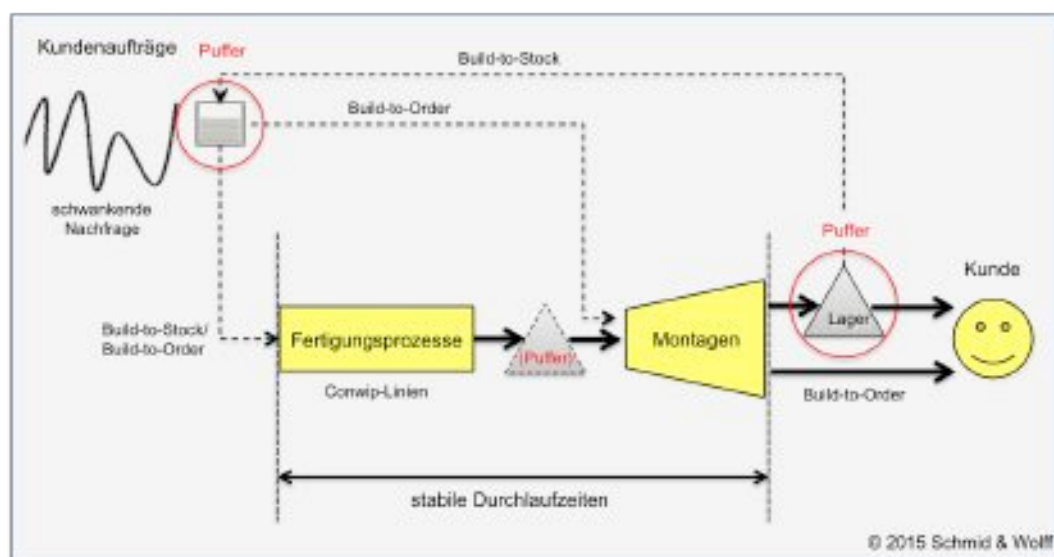 Kundenaufträge
Puffer
Build-to-Stock
Build-to-Order
schwankende
Nachfrage
Puffer
Kunde
Build-to-Stock/
Build-to-Order
Fertigungsprozesse
(Puffer)
Montagen
Lager
Conwip-Linien
Build-to-Order
stabile Durchlaufzeiten
© 2015 Schmid & Wolff